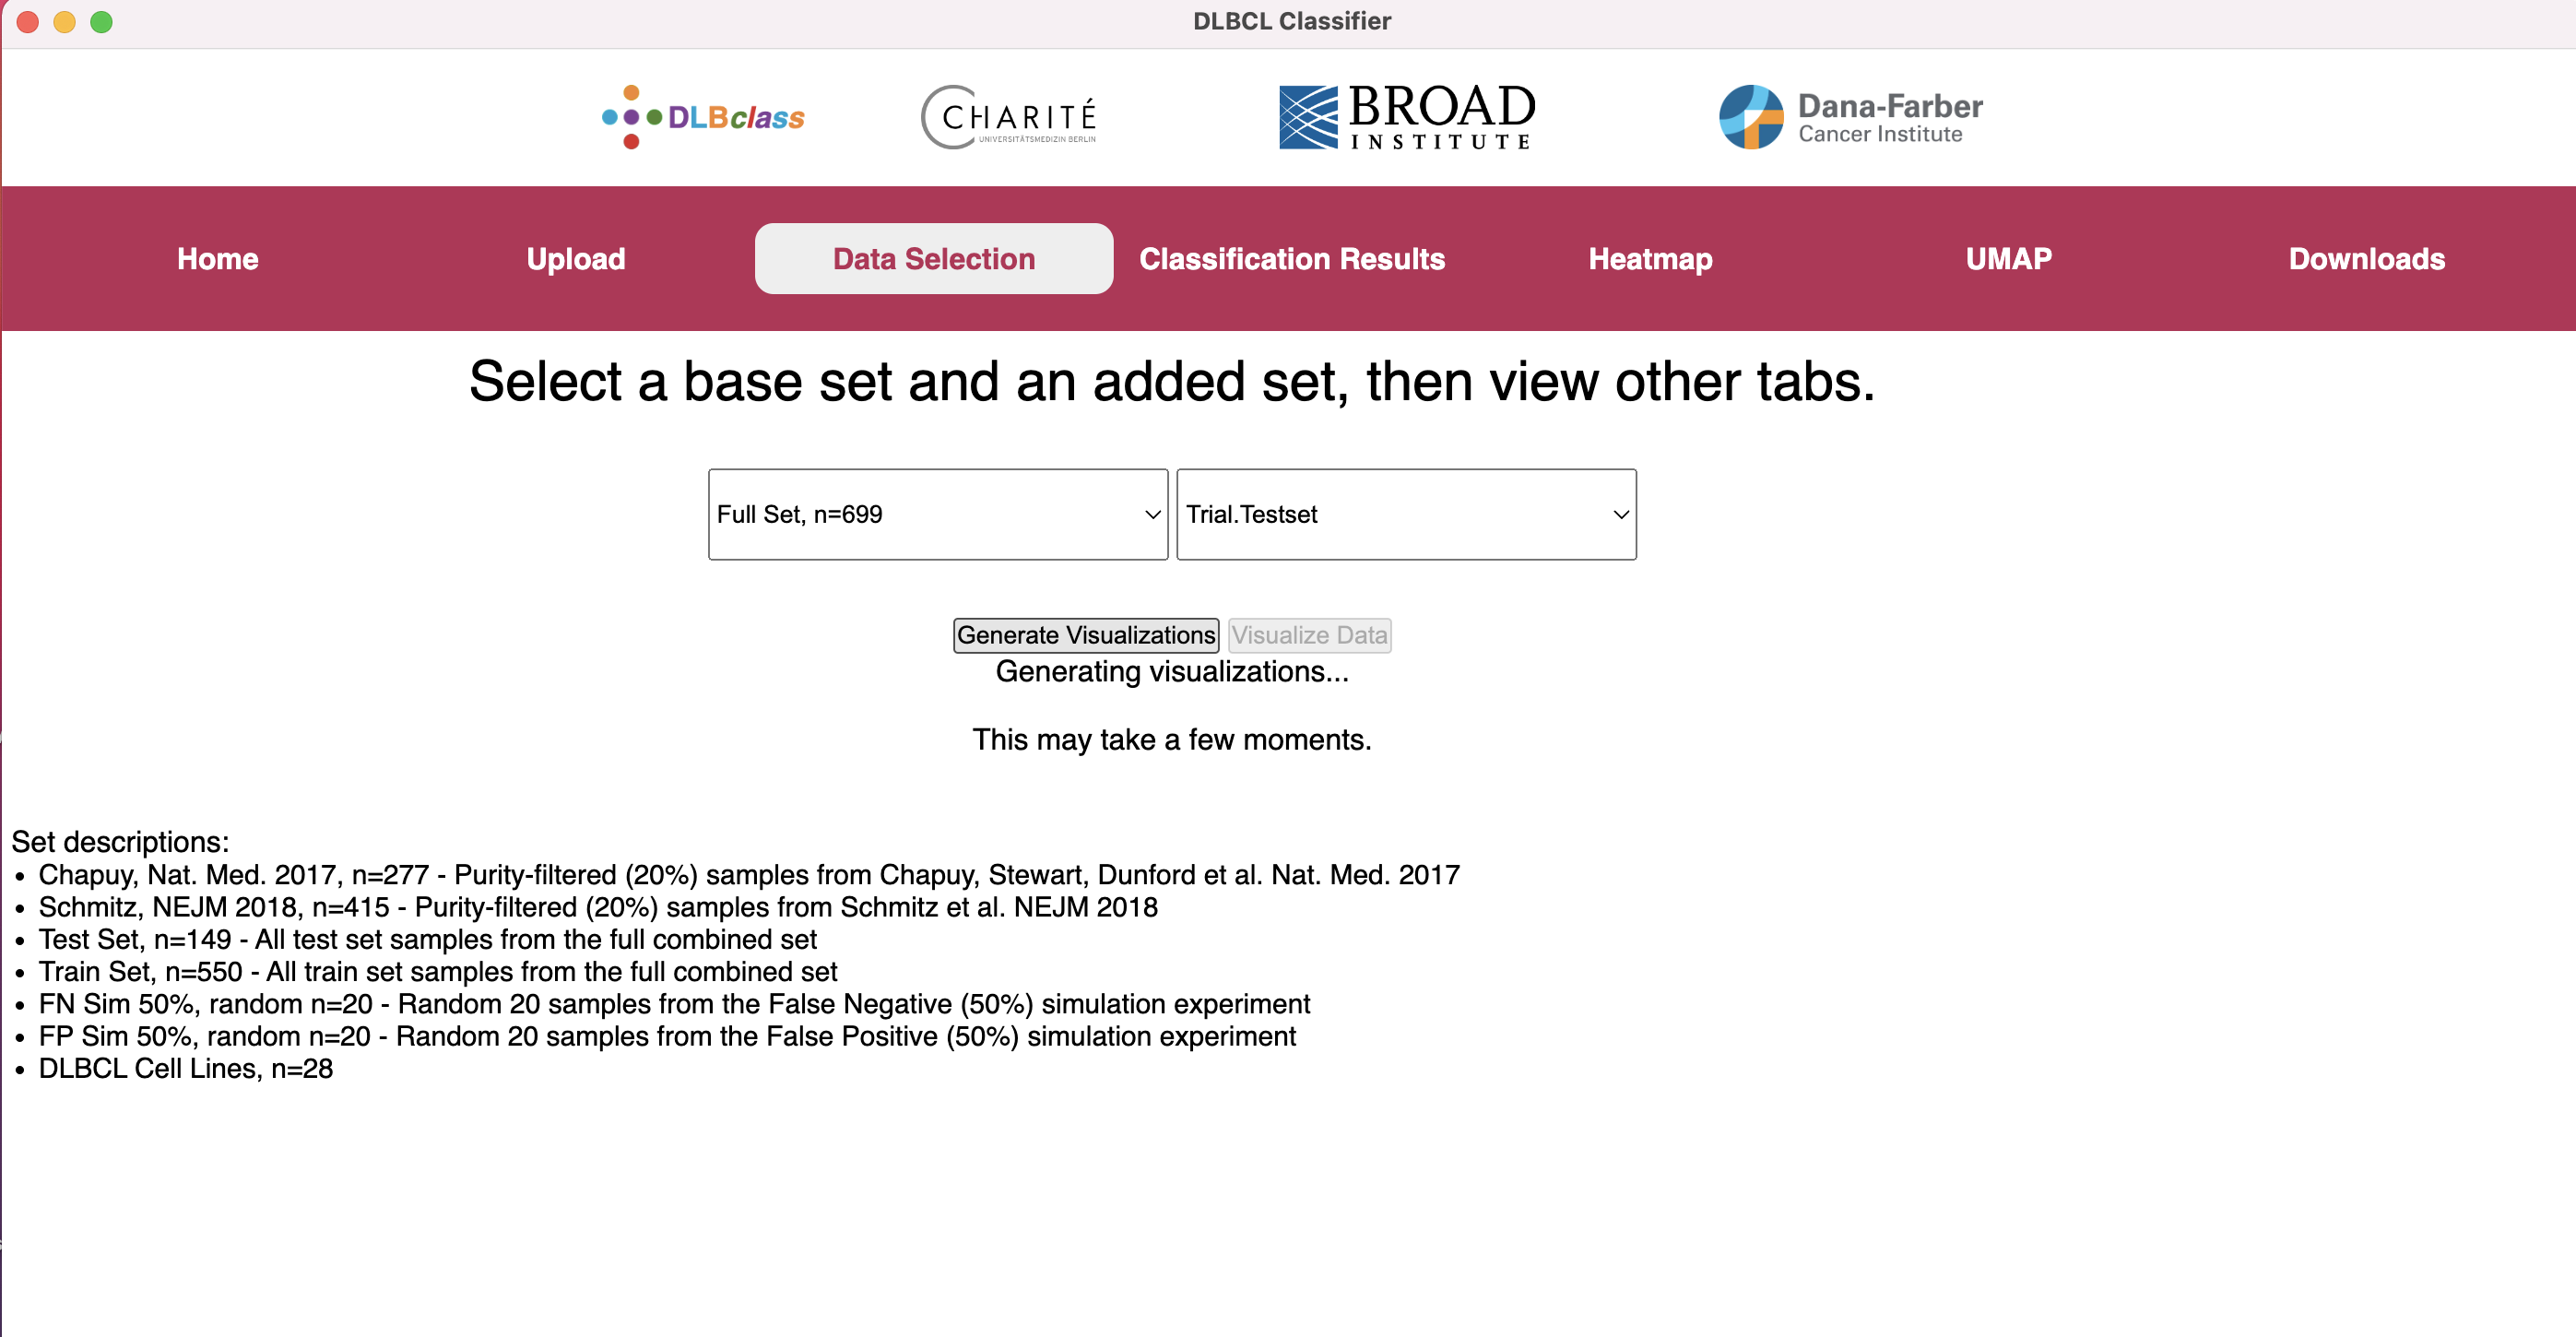 DLBCL Classifier
DLBclass
CHARITÉ
UNIVERSITÄTSMEDIZIN BERLIN
BROAD
INSTITUTE
Dana-Farber
Cancer Institute
Home Upload Data Selection Classification Results Heatmap UMAP Downloads
Select a base set and an added set, then view other tabs.
Full Set, n=699 Trial.Testset
Generate Visualizations Visualize Data
Generating visualizations...
This may take a few moments.
Set descriptions:
• Chapuy, Nat. Med. 2017, n=277 - Purity-filtered (20%) samples from Chapuy, Stewart, Dunford et al. Nat. Med. 2017
• Schmitz, NEJM 2018, n=415 - Purity-filtered (20%) samples from Schmitz et al. NEJM 2018
• Test Set, n=149 - All test set samples from the full combined set
• Train Set, n=550 - All train set samples from the full combined set
• FN Sim 50%, random n=20 - Random 20 samples from the False Negative (50%) simulation experiment
• FP Sim 50%, random n=20 - Random 20 samples from the False Positive (50%) simulation experiment
• DLBCL Cell Lines, n=28